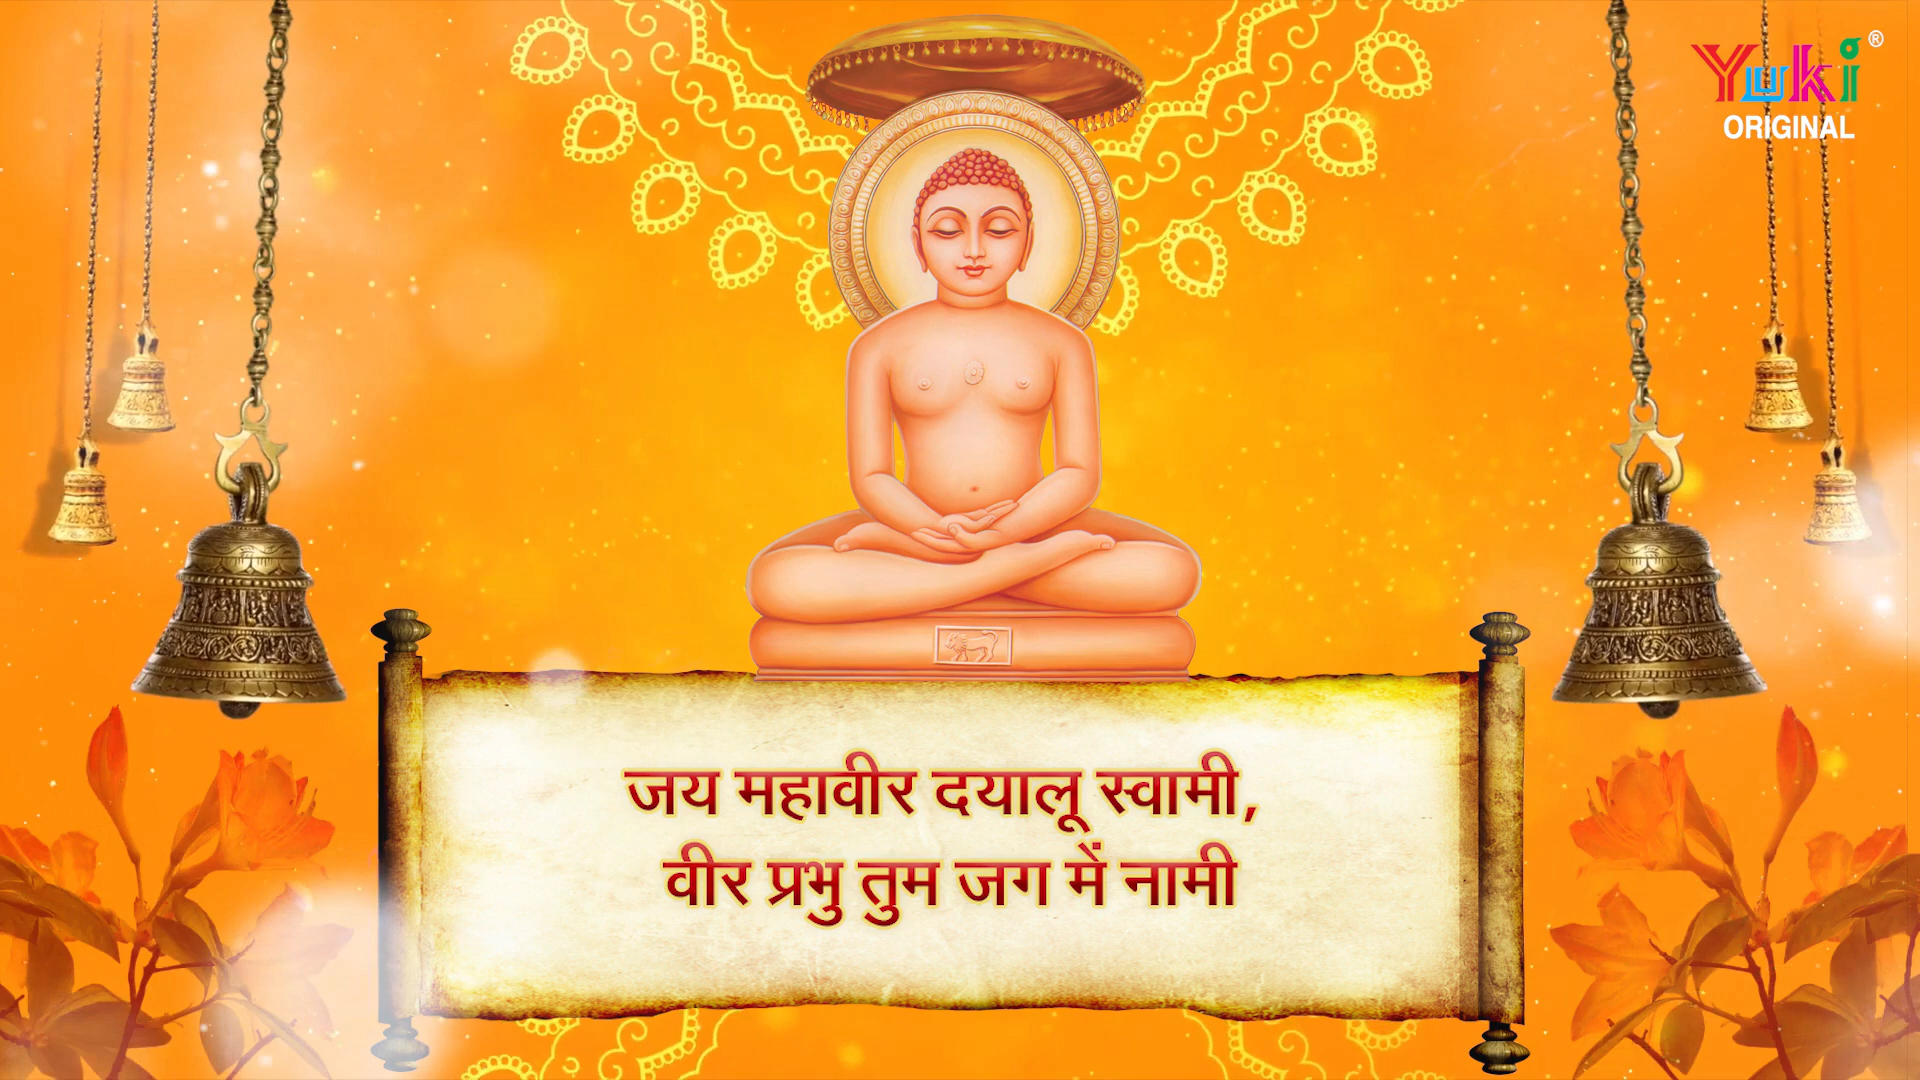 Yuki®
ORIGINAL
जय महावीर दयालू स्वामी,
वीर प्रभु तुम जग में नामी